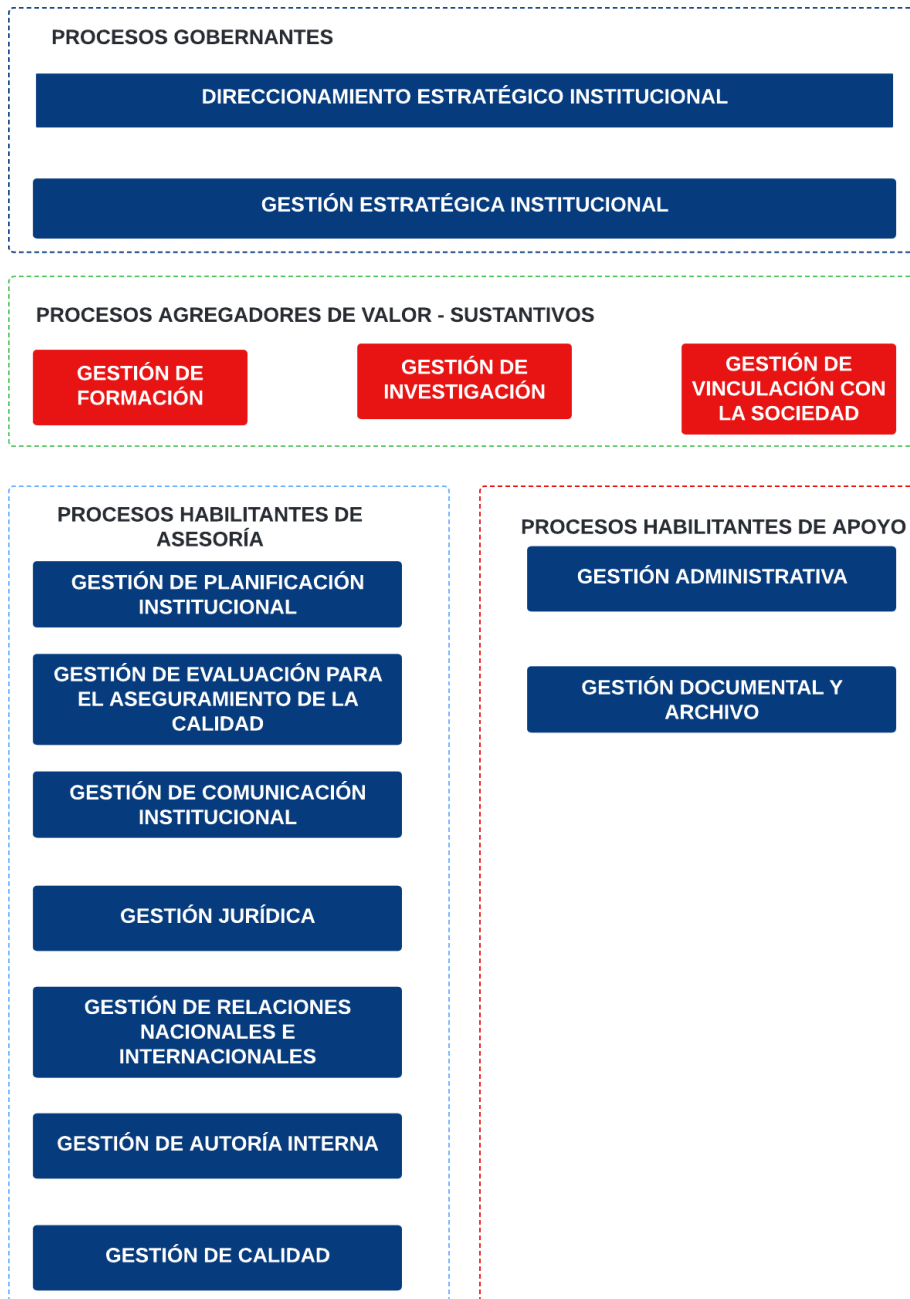 PROCESOS GOBERNANTES
DIRECCIONAMIENTO ESTRATÉGICO INSTITUCIONAL
GESTIÓN ESTRATÉGICA INSTITUCIONAL
PROCESOS AGREGADORES DE VALOR - SUSTANTIVOS
GESTIÓN DE
FORMACIÓN
GESTIÓN DE
INVESTIGACIÓN
GESTIÓN DE
VINCULACIÓN CON
LA SOCIEDAD
PROCESOS HABILITANTES DE
ASESORÍA
GESTIÓN DE PLANIFICACIÓN
INSTITUCIONAL
GESTIÓN DE EVALUACIÓN PARA
EL ASEGURAMIENTO DE LA
CALIDAD
GESTIÓN DE COMUNICACIÓN
INSTITUCIONAL
GESTIÓN JURÍDICA
GESTIÓN DE RELACIONES
NACIONALES E
INTERNACIONALES
GESTIÓN DE AUTORÍA INTERNA
GESTIÓN DE CALIDAD
PROCESOS HABILITANTES DE APOYO
GESTIÓN ADMINISTRATIVA
GESTIÓN DOCUMENTAL Y
ARCHIVO